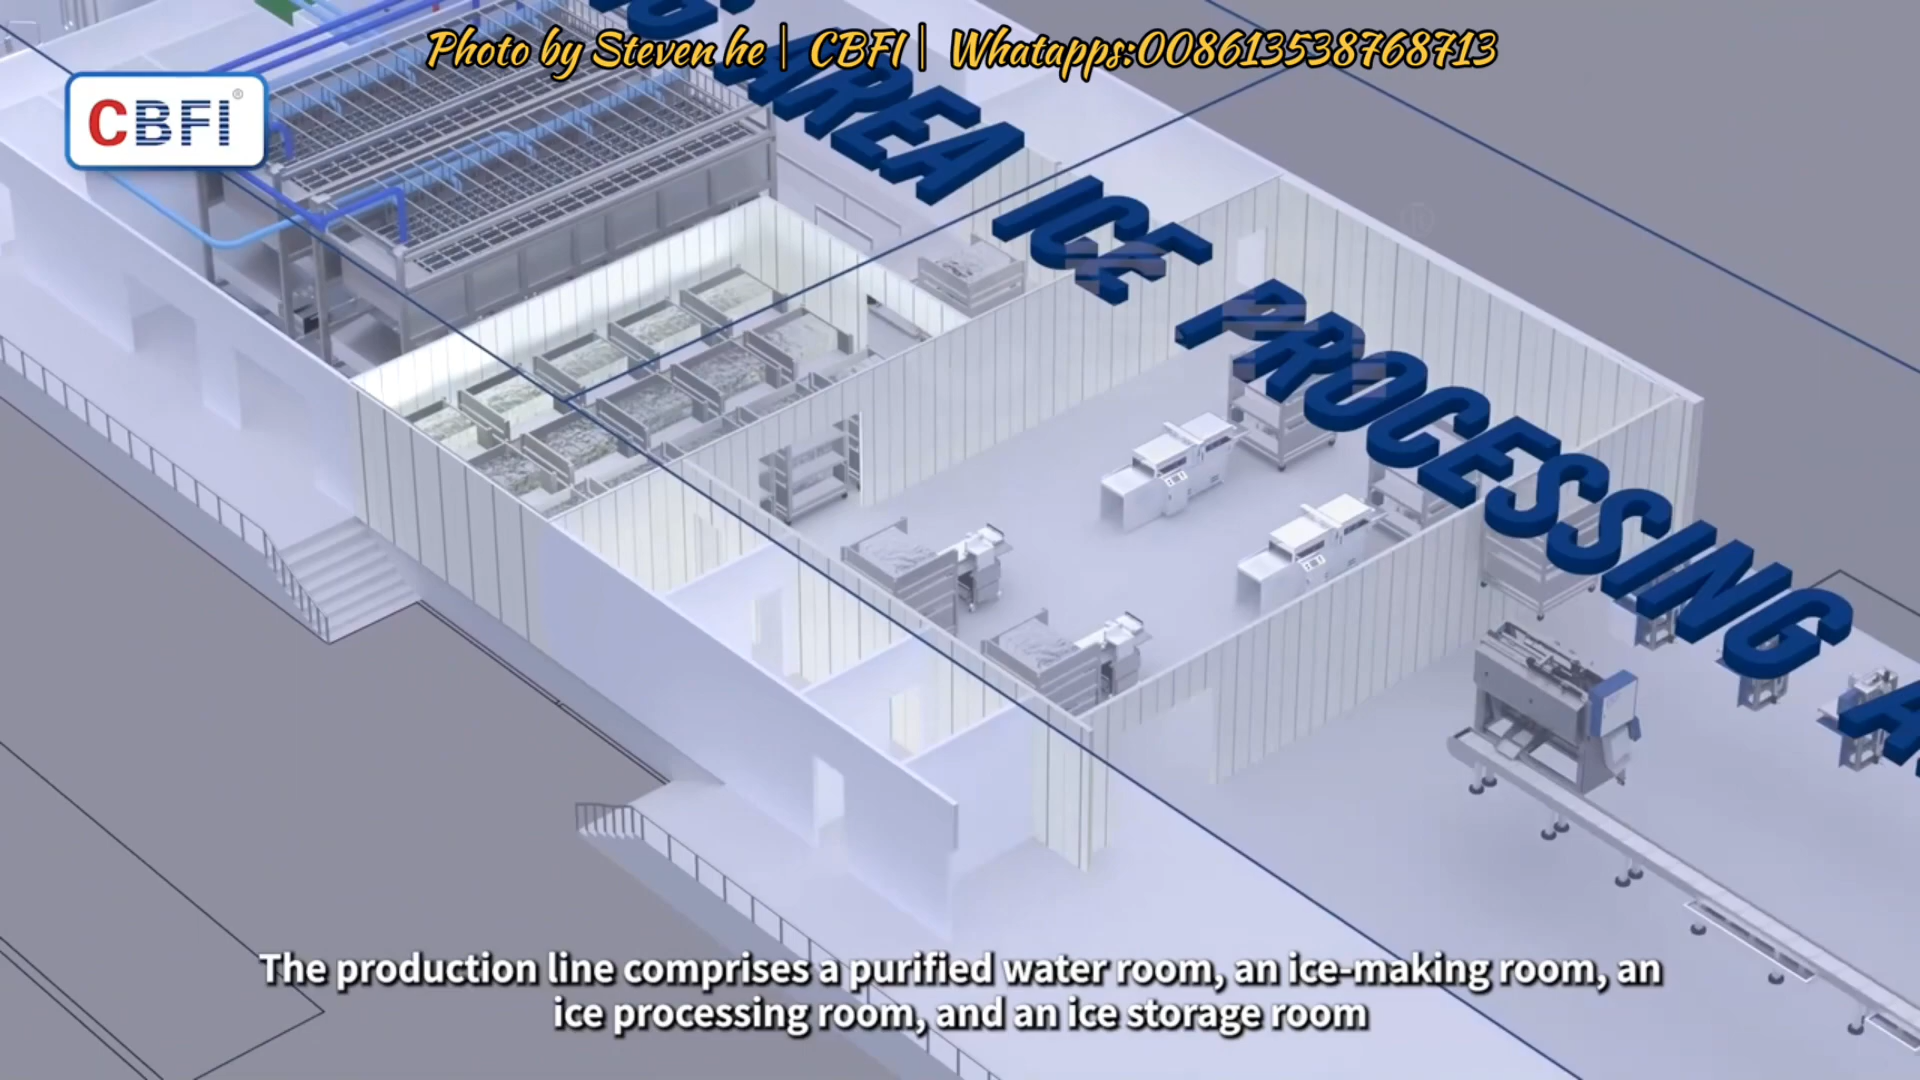 Photo by Steven he | CBFI | Whatapps:008613538768713
CBFI®
AREA ICE PROCESSING
The production line comprises a purified water room, an ice-making room, an
ice processing room, and an ice storage room